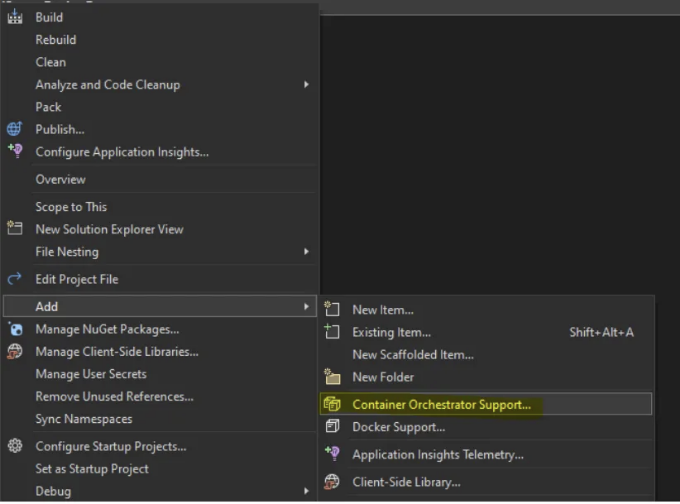 Build
Rebuild
Clean
Analyze and Code Cleanup
Pack
Publish...
Configure Application Insights...
Overview
Scope to This
New Solution Explorer View
File Nesting
Edit Project File
Add
Manage NuGet Packages...
Manage Client-Side Libraries...
Manage User Secrets
Remove Unused References...
Sync Namespaces
Configure Startup Projects...
Set as Startup Project
Debug
New Item...
Existing Item... Shift+Alt+A
New Scaffolded Item...
New Folder
Container Orchestrator Support...
Docker Support...
Application Insights Telemetry...
Client-Side Library...